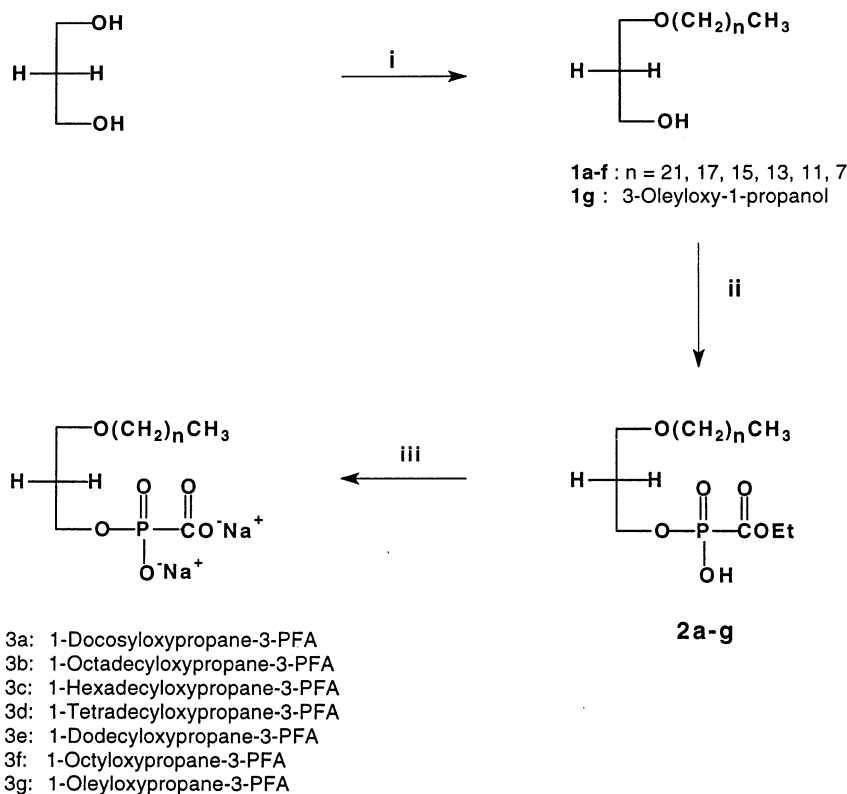 OH
H H
OH
i
O(CH₂)ₙCH₃
H H
OH
1a-f : n = 21, 17, 15, 13, 11, 7
1g : 3-Oleyloxy-1-propanol
ii
O(CH₂)ₙCH₃
H H O O
O P COEt
OH
2a-g
iii
O(CH₂)ₙCH₃
H H O O
O P CO⁻Na⁺
O⁻Na⁺
3a: 1-Docosyloxypropane-3-PFA
3b: 1-Octadecyloxypropane-3-PFA
3c: 1-Hexadecyloxypropane-3-PFA
3d: 1-Tetradecyloxypropane-3-PFA
3e: 1-Dodecyloxypropane-3-PFA
3f: 1-Octyloxypropane-3-PFA
3g: 1-Oleyloxypropane-3-PFA